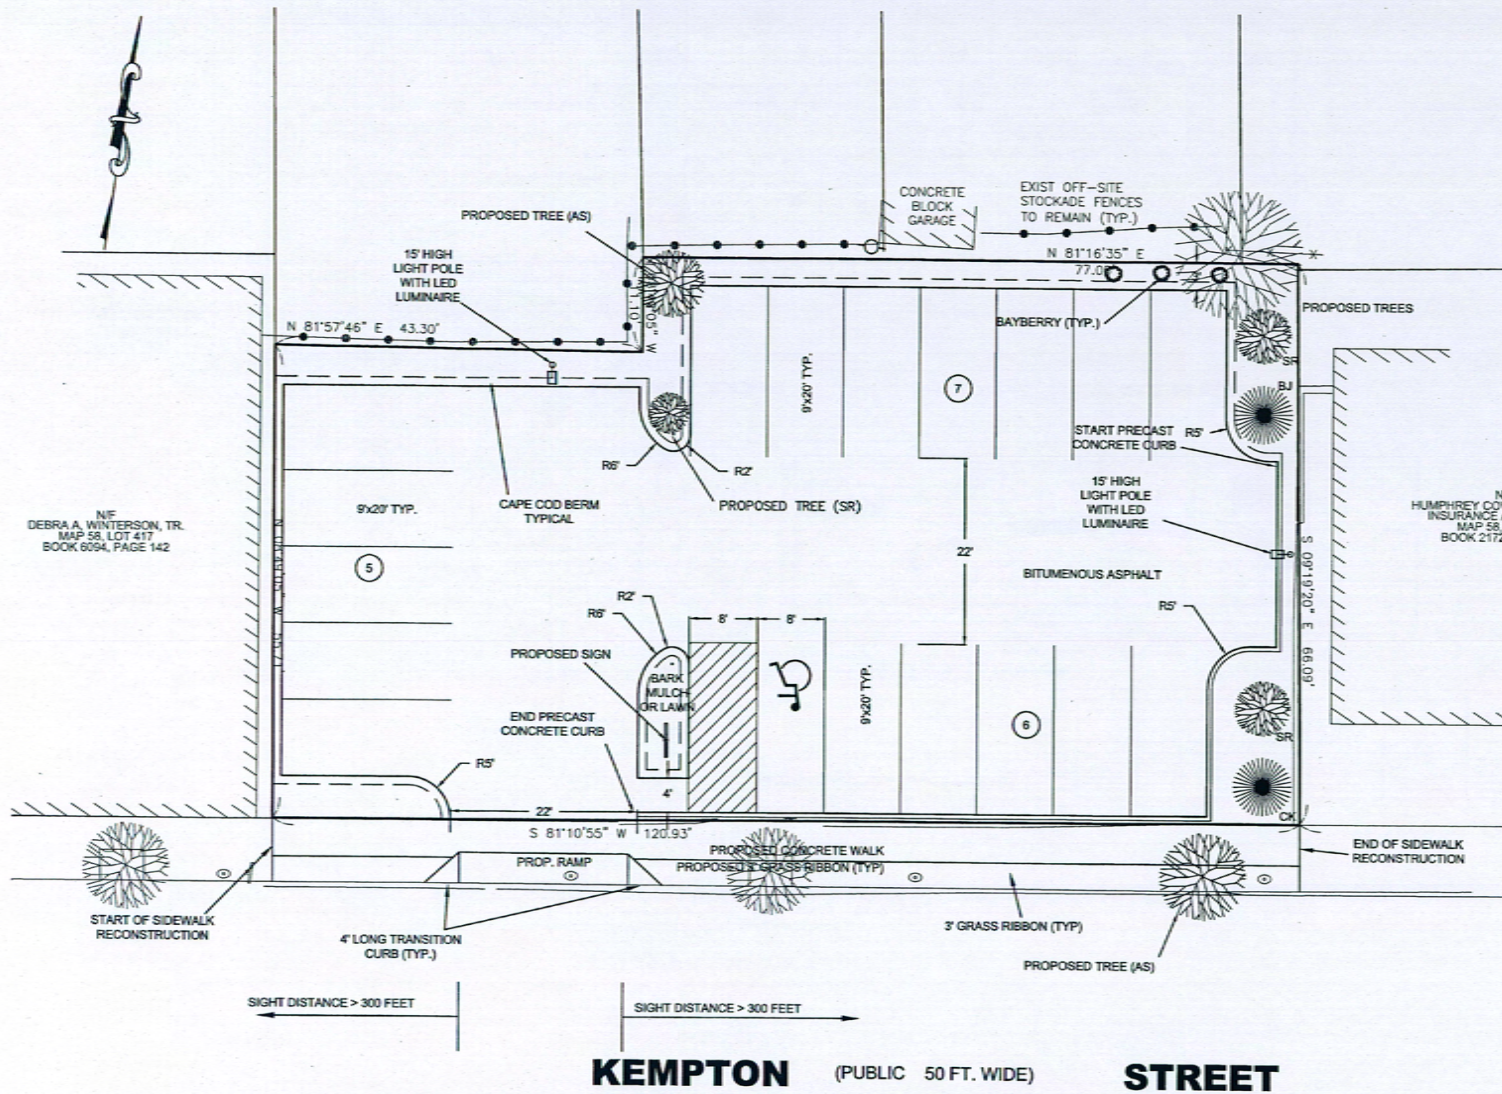 CONCRETE
BLOCK
GARAGE
EXIST OFF-SITE
STOCKADE FENCES
TO REMAIN (TYP.)
PROPOSED TREE (AS)
15' HIGH
LIGHT POLE
WITH LED
LUMINAIRE
N 81°16'35" E
77.0
N 81°57'46" E 43.30'
BAYBERRY (TYP.)
PROPOSED TREES
SR
BJ
9'x20' TYP.
7
START PRECAST
CONCRETE CURB
R5'
R6'
R2'
CAPE COD BERM
TYPICAL
PROPOSED TREE (SR)
15' HIGH
LIGHT POLE
WITH LED
LUMINAIRE
N/F
DEBRA A, WINTERSON, TR.
MAP 58, LOT 417
BOOK 6094, PAGE 142
9'x20' TYP.
5
HUMPHREY CO
INSURANCE
MAP 58,
BOOK 2172
22'
BITUMENOUS ASPHALT
S 09°19'20" E 66.09'
R2'
R6'
8'
8'
R5'
PROPOSED SIGN
BARK
MULCH
OR LAWN
9'x20' TYP.
END PRECAST
CONCRETE CURB
6
SR
R5'
4'
22'
CK
S 81°10'55" W 120.93'
PROPOSED CONCRETE WALK
PROP. RAMP
PROPOSED 3' GRASS RIBBON (TYP)
END OF SIDEWALK
RECONSTRUCTION
START OF SIDEWALK
RECONSTRUCTION
4' LONG TRANSITION
CURB (TYP.)
3' GRASS RIBBON (TYP)
PROPOSED TREE (AS)
SIGHT DISTANCE > 300 FEET
SIGHT DISTANCE > 300 FEET
KEMPTON (PUBLIC 50 FT. WIDE) STREET